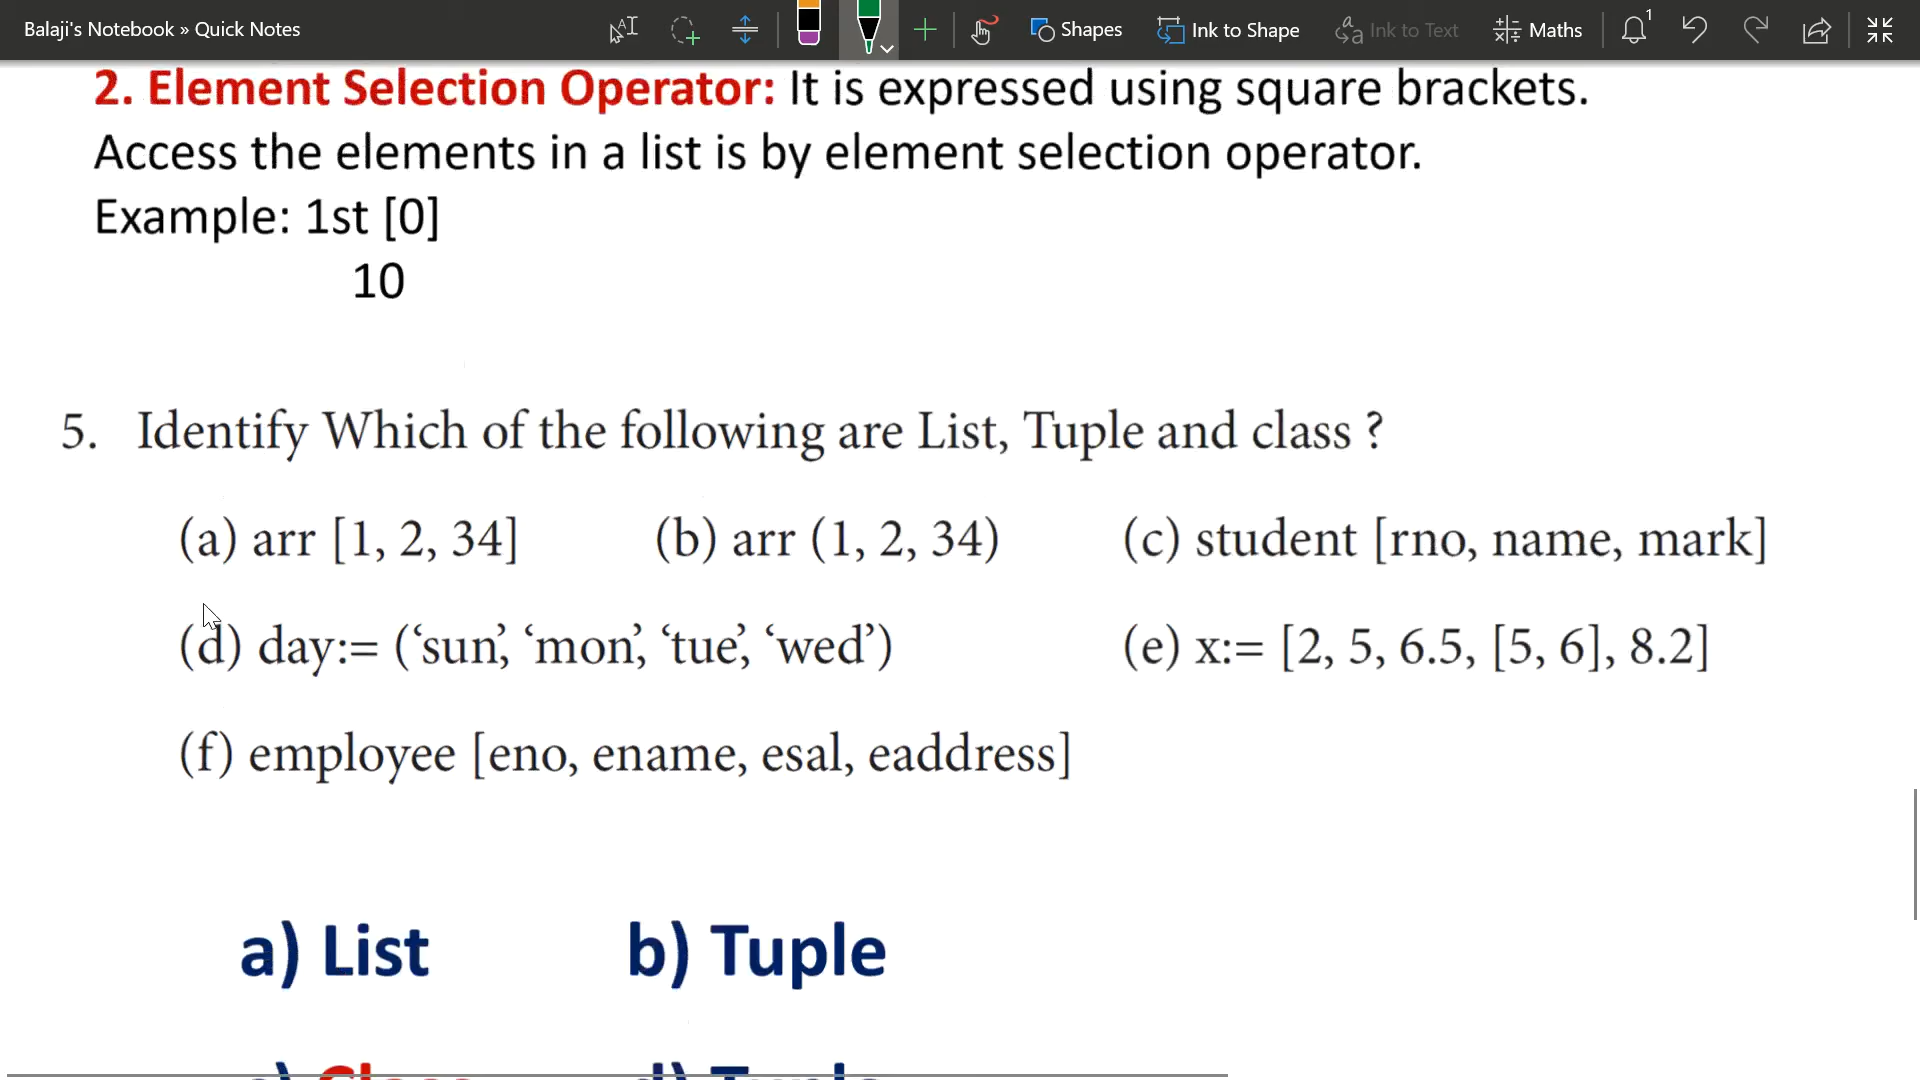 Balaji's Notebook » Quick Notes
Shapes Ink to Shape Ink to Text Maths 1
2. Element Selection Operator: It is expressed using square brackets.
Access the elements in a list is by element selection operator.
Example: 1st [0]
10
5. Identify Which of the following are List, Tuple and class ?
(a) arr [1, 2, 34] (b) arr (1, 2, 34) (c) student [rno, name, mark]
(d) day:= (‘sun’, ‘mon’, ‘tue’, ‘wed’) (e) x:= [2, 5, 6.5, [5, 6], 8.2]
(f) employee [eno, ename, esal, eaddress]
a) List b) Tuple